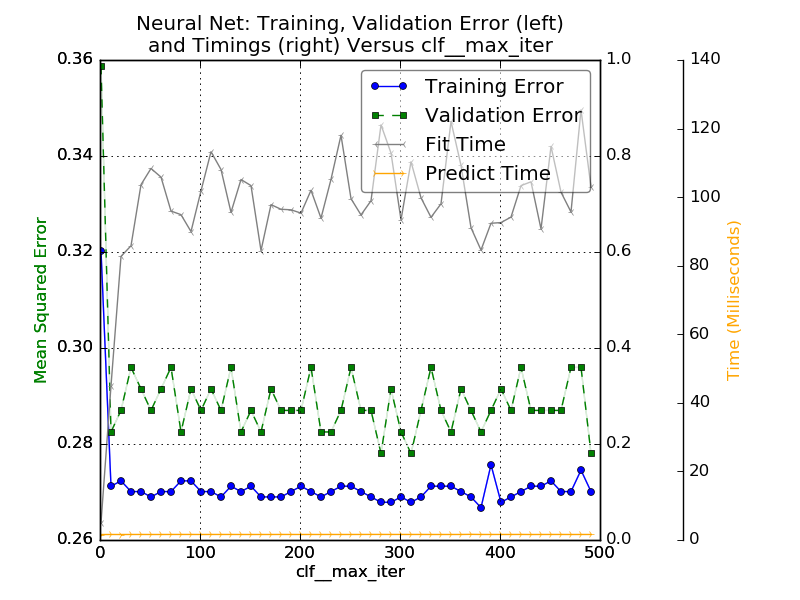 Neural Net: Training, Validation Error (left)
and Timings (right) Versus clf__max_iter
Training Error
Validation Error
Fit Time
Predict Time
Mean Squared Error
0.36
0.34
0.32
0.30
0.28
0.26
1.0
0.8
0.6
0.4
0.2
0.0
140
120
100
80
60
40
20
0
Time (Milliseconds)
0 100 200 300 400 500
clf__max_iter